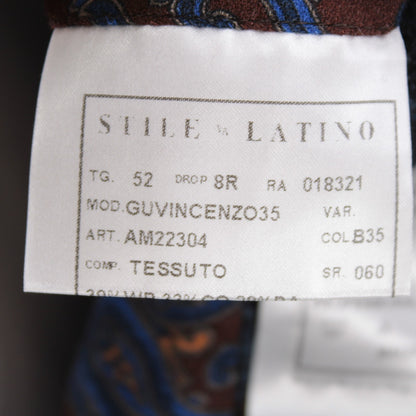 STILE LATINO
TG. 52 DROP 8R RA 018321
MOD. GUVINCENZO35 VAR.
ART. AM22304 COL B35
COMP. TESSUTO SR. 060